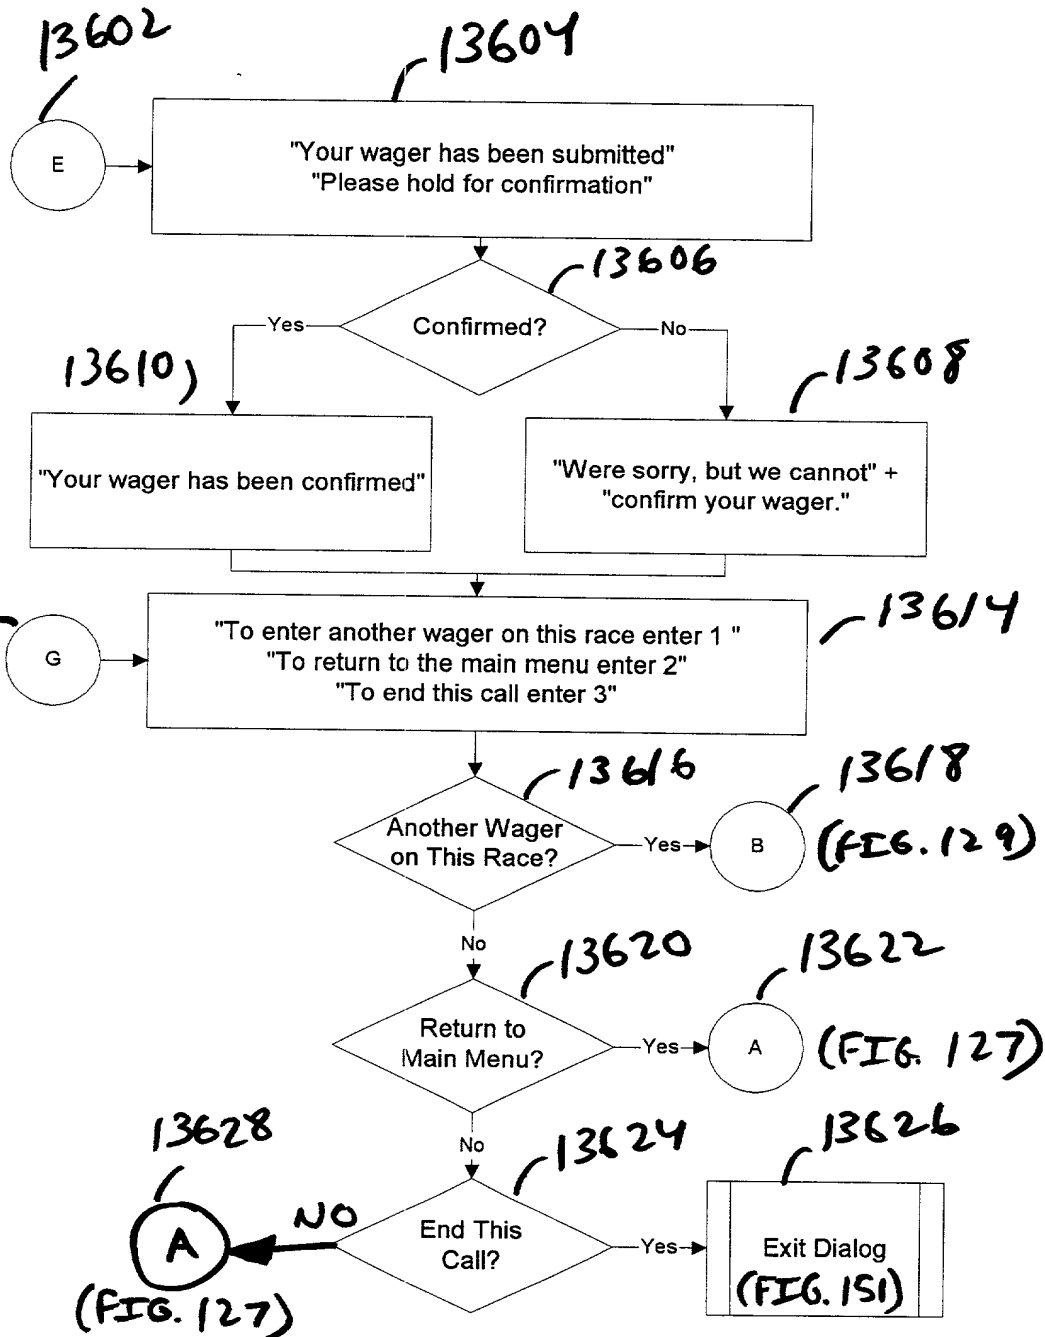 13602
13604
E
"Your wager has been submitted"
"Please hold for confirmation"
13606
Confirmed?
Yes
No
13610
13608
"Your wager has been confirmed"
"Were sorry, but we cannot" +
"confirm your wager."
13614
G
"To enter another wager on this race enter 1 "
"To return to the main menu enter 2"
"To end this call enter 3"
13616
13618
Another Wager
on This Race?
Yes
B
(FIG. 129)
No
13620
13622
Return to
Main Menu?
Yes
A
(FIG. 127)
No
13628
13624
13626
A
NO
End This
Call?
Yes
Exit Dialog
(FIG. 151)
(FIG. 127)